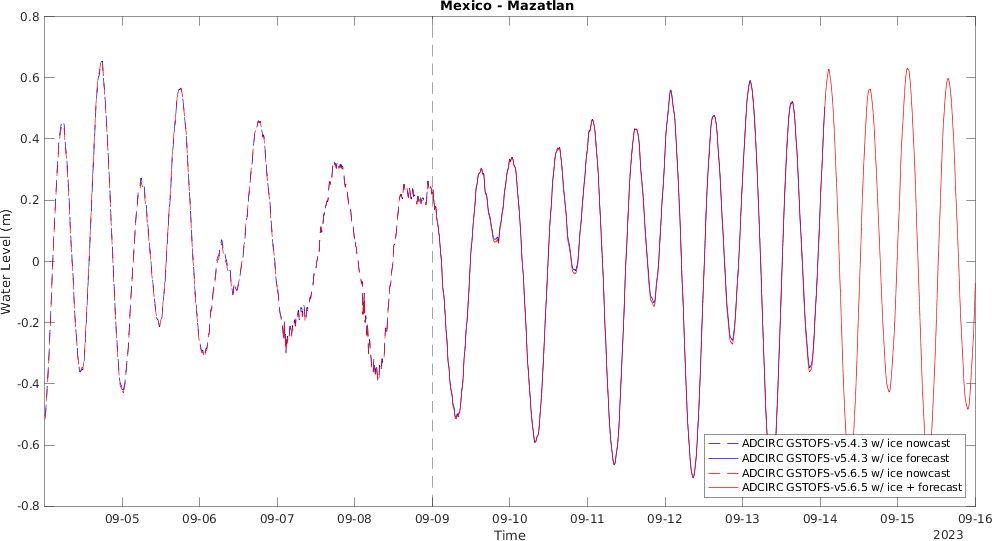 Mexico - Mazatlan
0.8
0.6
0.4
0.2
0
-0.2
-0.4
-0.6
-0.8
Water Level (m)
ADCIRC GSTOFS-v5.4.3 w/ ice nowcast
ADCIRC GSTOFS-v5.4.3 w/ ice forecast
ADCIRC GSTOFS-v5.6.5 w/ ice nowcast
ADCIRC GSTOFS-v5.6.5 w/ ice + forecast
09-05 09-06 09-07 09-08 09-09 09-10 09-11 09-12 09-13 09-14 09-15 09-16
Time
2023